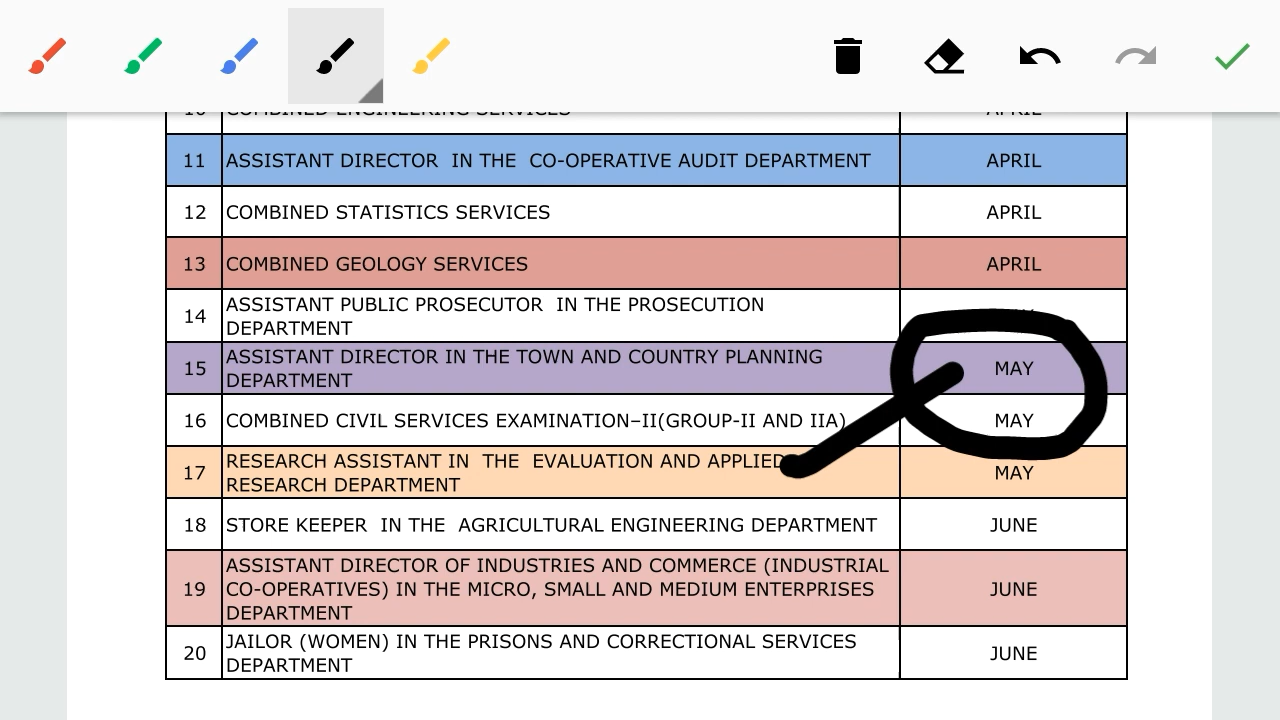 10 COMBINED ENGINEERING SERVICES APRIL
11 ASSISTANT DIRECTOR IN THE CO-OPERATIVE AUDIT DEPARTMENT APRIL
12 COMBINED STATISTICS SERVICES APRIL
13 COMBINED GEOLOGY SERVICES APRIL
14 ASSISTANT PUBLIC PROSECUTOR IN THE PROSECUTION
DEPARTMENT
15 ASSISTANT DIRECTOR IN THE TOWN AND COUNTRY PLANNING
DEPARTMENT MAY
16 COMBINED CIVIL SERVICES EXAMINATION–II(GROUP-II AND IIA) MAY
17 RESEARCH ASSISTANT IN THE EVALUATION AND APPLIED
RESEARCH DEPARTMENT MAY
18 STORE KEEPER IN THE AGRICULTURAL ENGINEERING DEPARTMENT JUNE
19 ASSISTANT DIRECTOR OF INDUSTRIES AND COMMERCE (INDUSTRIAL
CO-OPERATIVES) IN THE MICRO, SMALL AND MEDIUM ENTERPRISES
DEPARTMENT JUNE
20 JAILOR (WOMEN) IN THE PRISONS AND CORRECTIONAL SERVICES
DEPARTMENT JUNE